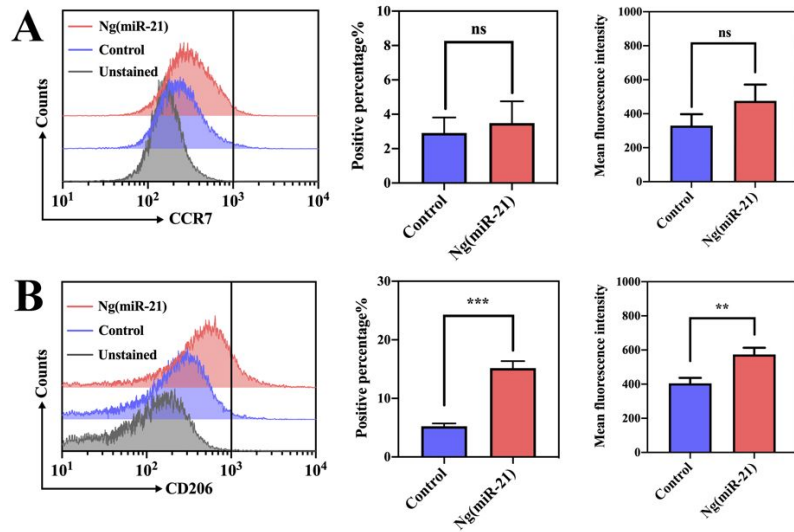 A
Ng(miR-21)
Control
Unstained
Counts
10¹ 10² 10³ 10⁴
CCR7
Positive percentage%
10
8
6
4
2
0
ns
Control
Ng(miR-21)
Mean fluorescence intensity
1000
800
600
400
200
0
ns
Control
Ng(miR-21)
B
Ng(miR-21)
Control
Unstained
Counts
10¹ 10² 10³ 10⁴
CD206
Positive percentage%
30
20
10
0
***
Control
Ng(miR-21)
Mean fluorescence intensity
1000
800
600
400
200
0
**
Control
Ng(miR-21)